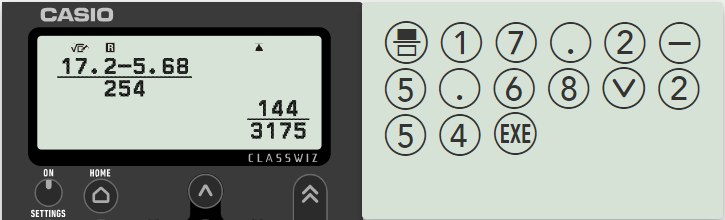 CASIO
√▱ R ▲
17.2−5.68
254
144
3175
CLASSWIZ
ON HOME
SETTINGS
1 7 . 2 −
5 . 6 8 2
5 4 EXE